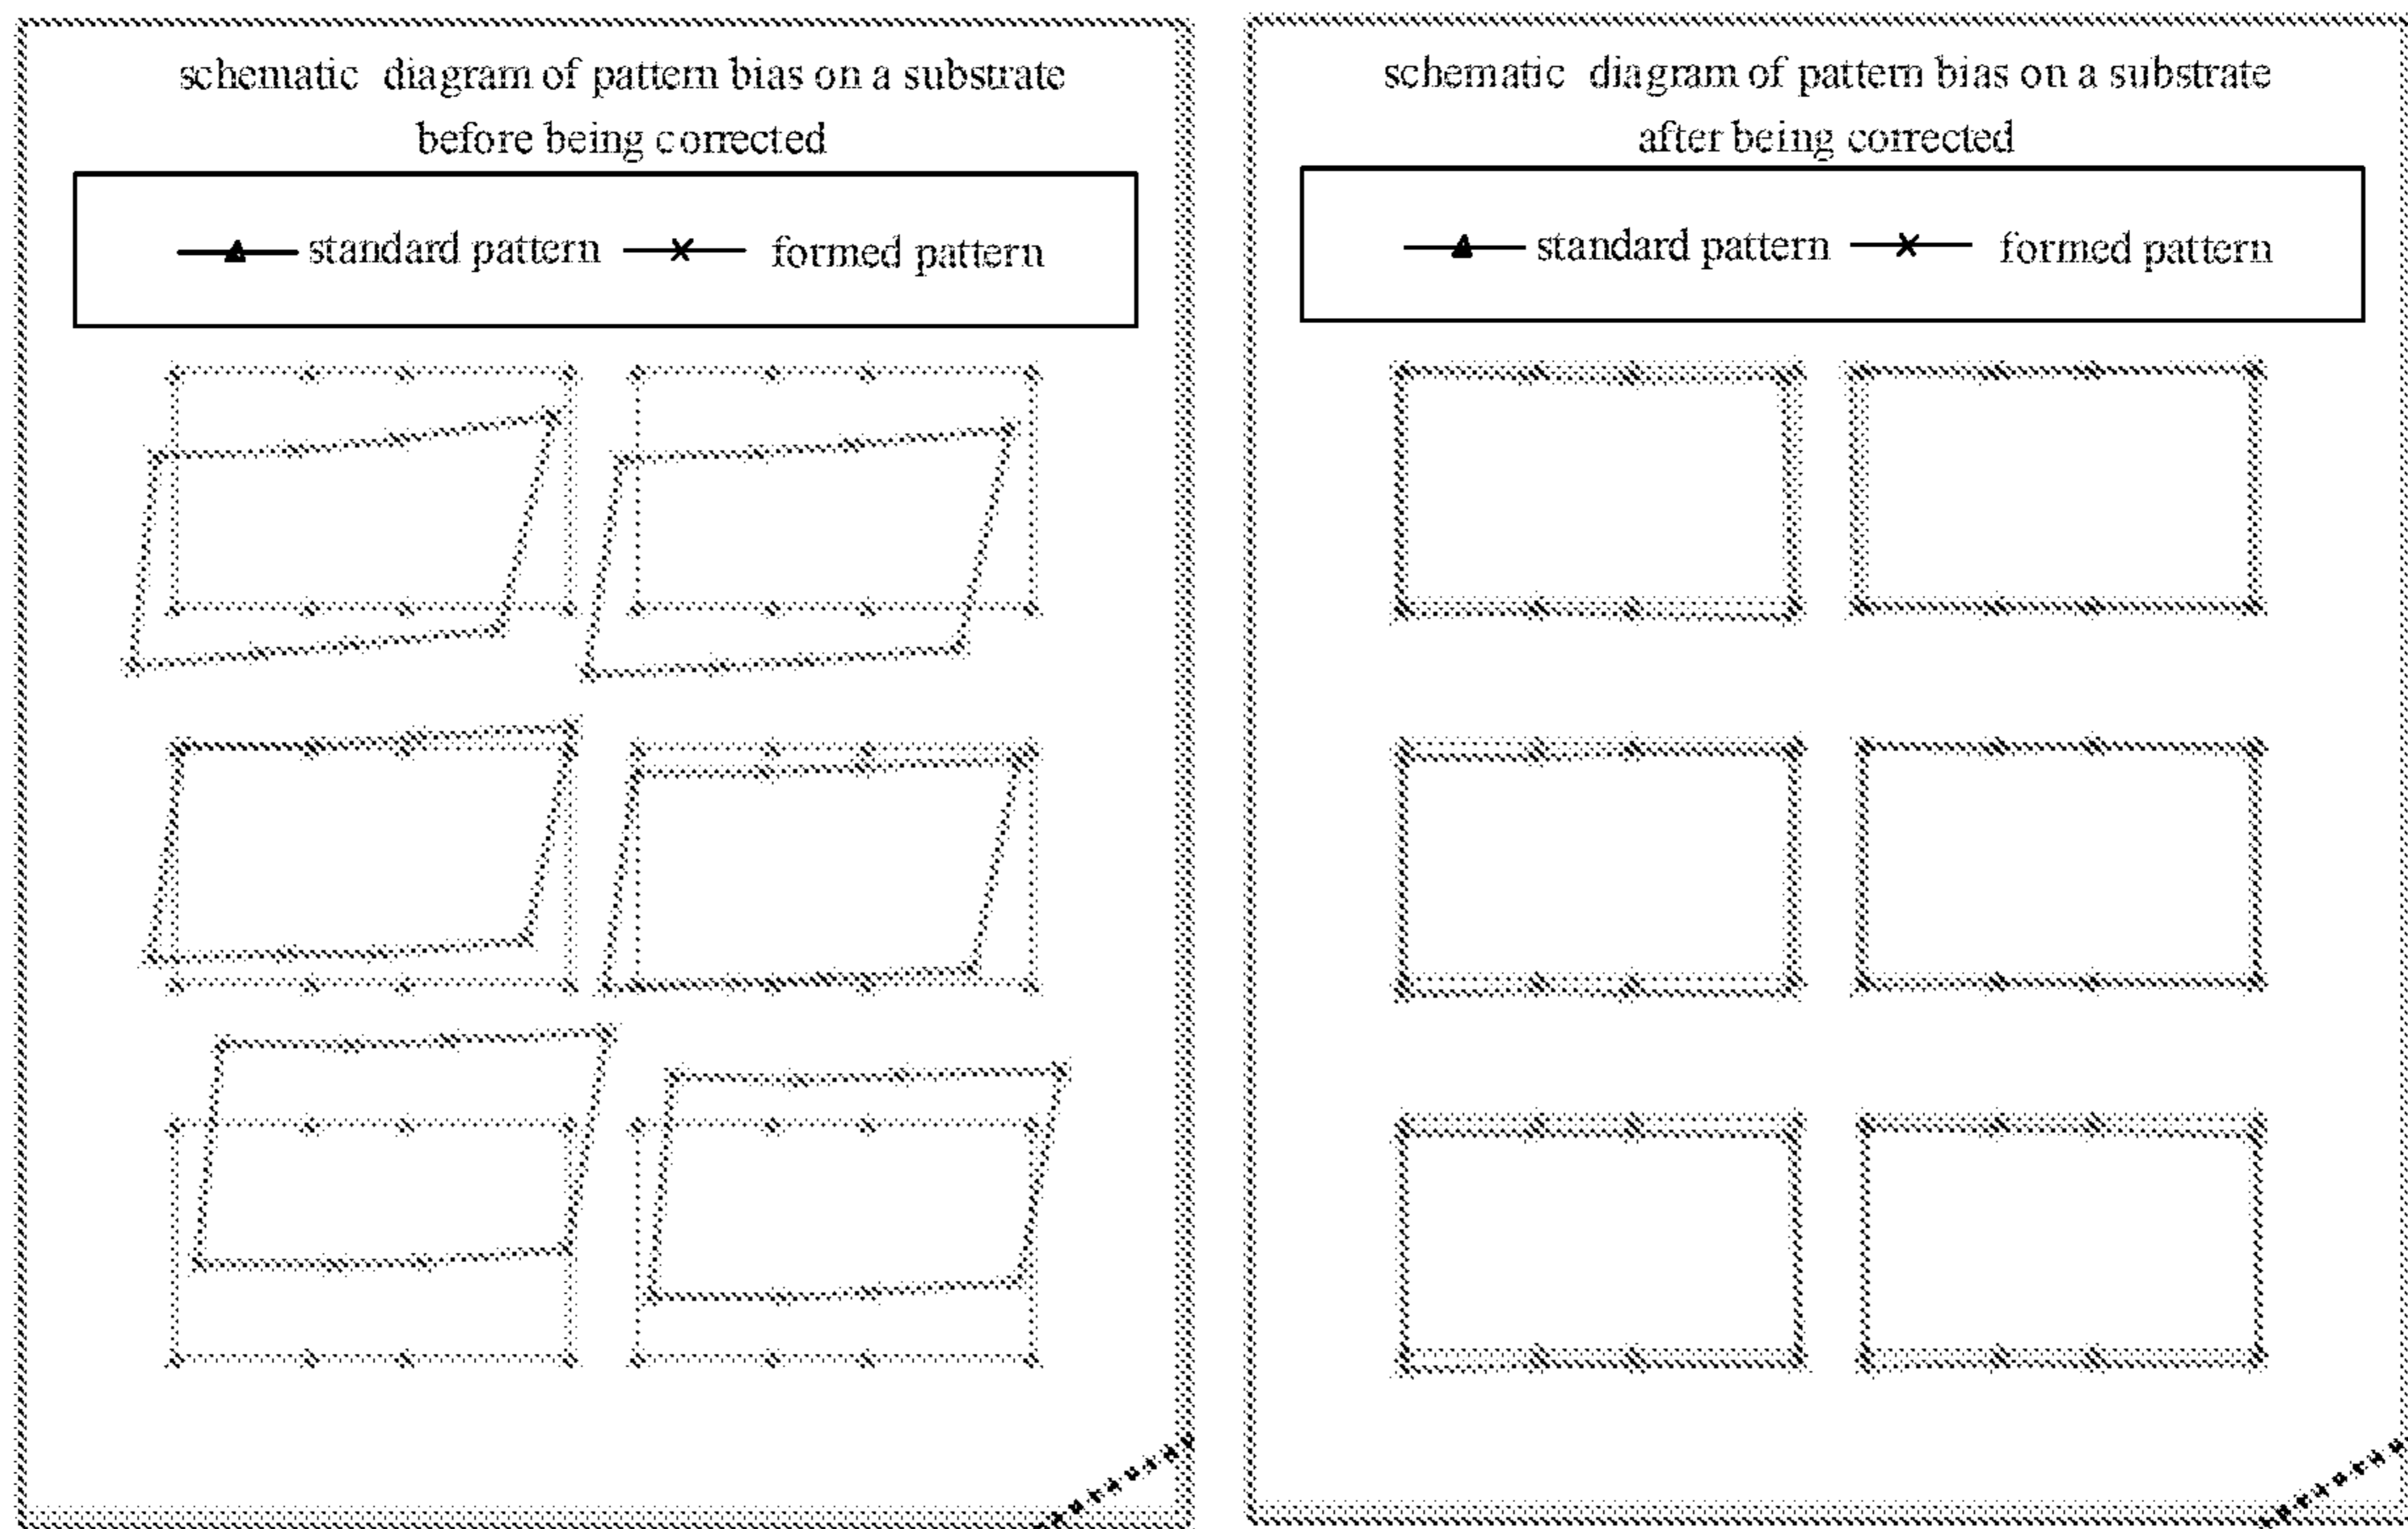 schematic diagram of pattern bias on a substrate
before being corrected
standard pattern formed pattern
schematic diagram of pattern bias on a substrate
after being corrected
standard pattern formed pattern